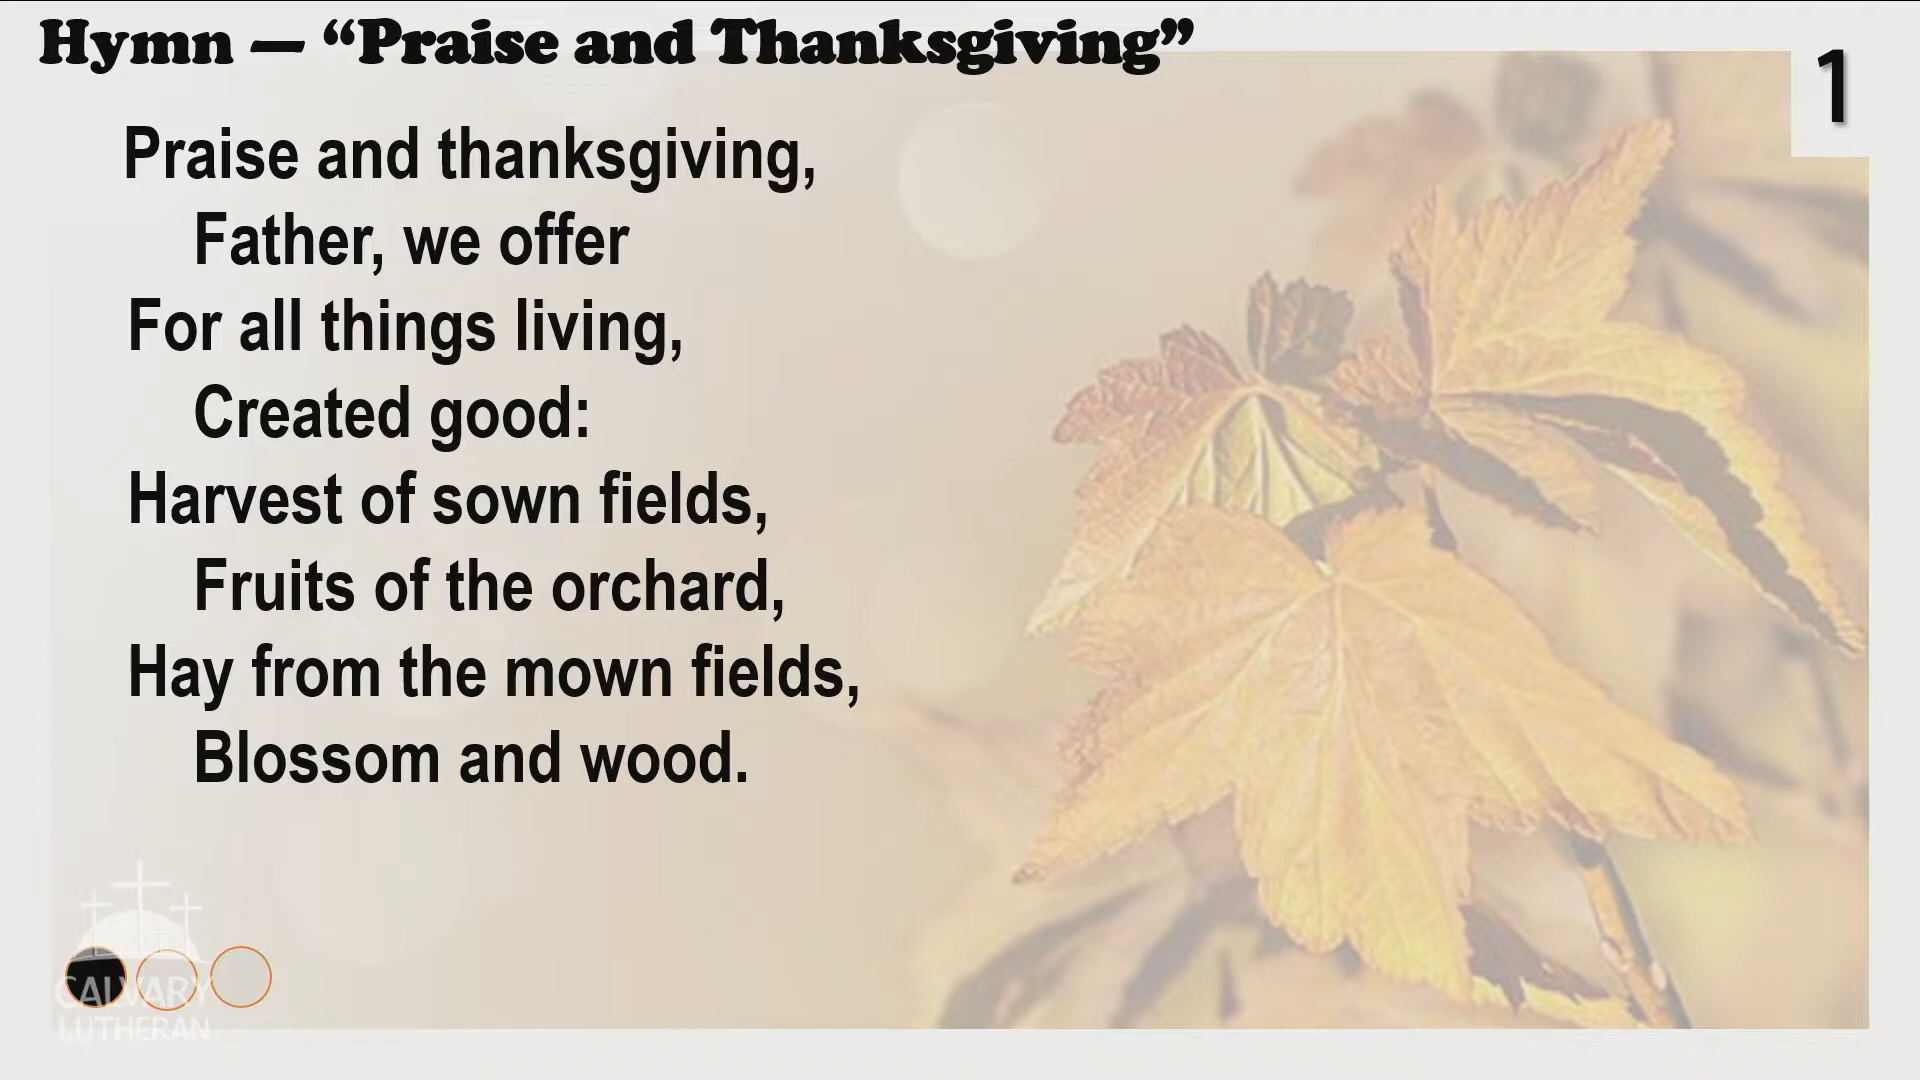 Hymn — “Praise and Thanksgiving”
1
Praise and thanksgiving,
Father, we offer
For all things living,
Created good:
Harvest of sown fields,
Fruits of the orchard,
Hay from the mown fields,
Blossom and wood.
CALVARY
LUTHERAN